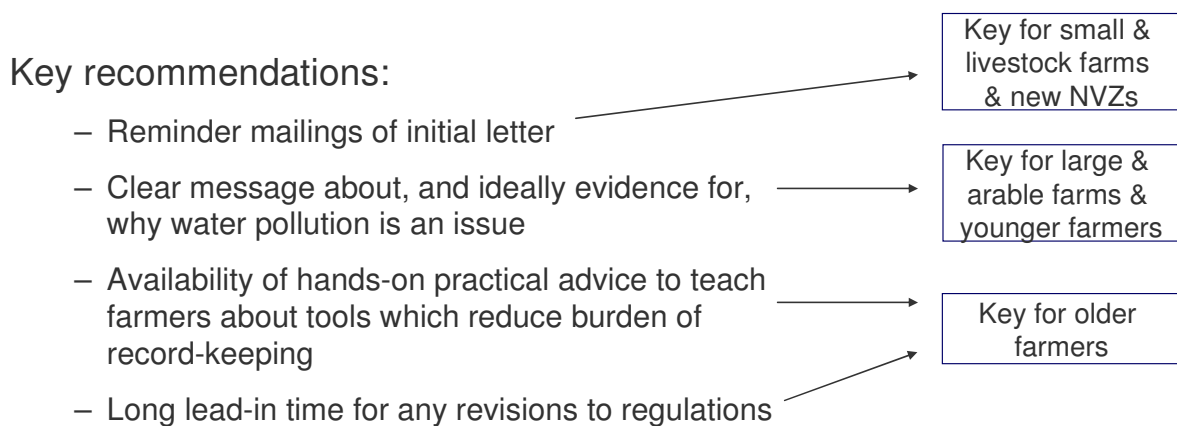 Key recommendations:
– Reminder mailings of initial letter
– Clear message about, and ideally evidence for,
why water pollution is an issue
– Availability of hands-on practical advice to teach
farmers about tools which reduce burden of
record-keeping
– Long lead-in time for any revisions to regulations
Key for small &
livestock farms
& new NVZs
Key for large &
arable farms &
younger farmers
Key for older
farmers